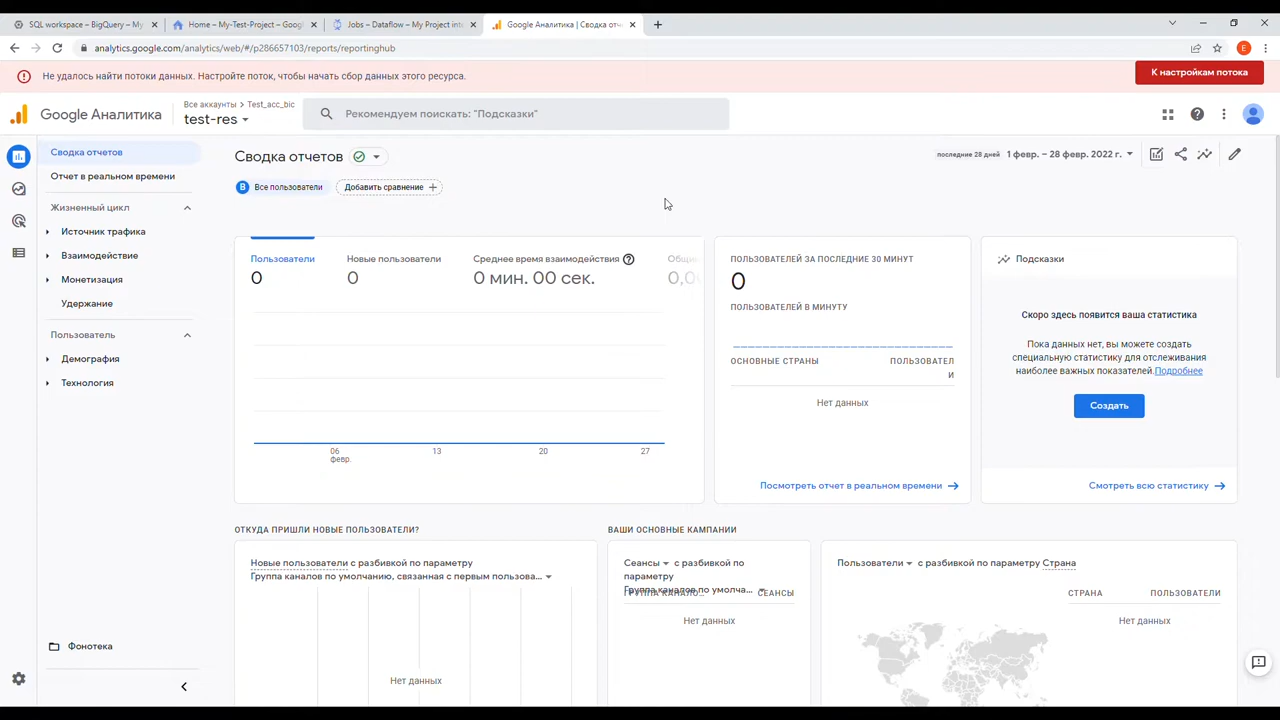 SQL workspace – BigQuery – My
Home – My-Test-Project – Googl
Jobs – Dataflow – My Project inte
Google Аналитика | Сводка отч
analytics.google.com/analytics/web/#/p286657103/reports/reportinghub
E
Не удалось найти потоки данных. Настройте поток, чтобы начать сбор данных этого ресурса.
К настройкам потока
Google Аналитика
Все аккаунты > Test_acc_bic
test-res
Рекомендуем поискать: "Подсказки"
Сводка отчетов
Отчет в реальном времени
Жизненный цикл
Источник трафика
Взаимодействие
Монетизация
Удержание
Пользователь
Демография
Технология
Фонотека
Сводка отчетов
последние 28 дней 1 февр. – 28 февр. 2022 г.
В Все пользователи
Добавить сравнение +
Пользователи
0
Новые пользователи
0
Среднее время взаимодействия
0 мин. 00 сек.
Общи
0,0
06
февр.
13
20
27
ПОЛЬЗОВАТЕЛЕЙ ЗА ПОСЛЕДНИЕ 30 МИНУТ
0
ПОЛЬЗОВАТЕЛЕЙ В МИНУТУ
ОСНОВНЫЕ СТРАНЫ
ПОЛЬЗОВАТЕЛ
И
Нет данных
Посмотреть отчет в реальном времени
Подсказки
Скоро здесь появится ваша статистика
Пока данных нет, вы можете создать
специальную статистику для отслеживания
наиболее важных показателей.Подробнее
Создать
Смотреть всю статистику
ОТКУДА ПРИШЛИ НОВЫЕ ПОЛЬЗОВАТЕЛИ?
Новые пользователи с разбивкой по параметру
Группа каналов по умолчанию, связанная с первым пользова...
Нет данных
ВАШИ ОСНОВНЫЕ КАМПАНИИ
Сеансы с разбивкой по
параметру
Группа каналов по умолча...
ГРУППА КАНАЛО...
СЕАНСЫ
Нет данных
Пользователи с разбивкой по параметру Страна
СТРАНА
ПОЛЬЗОВАТЕЛИ
Нет данных